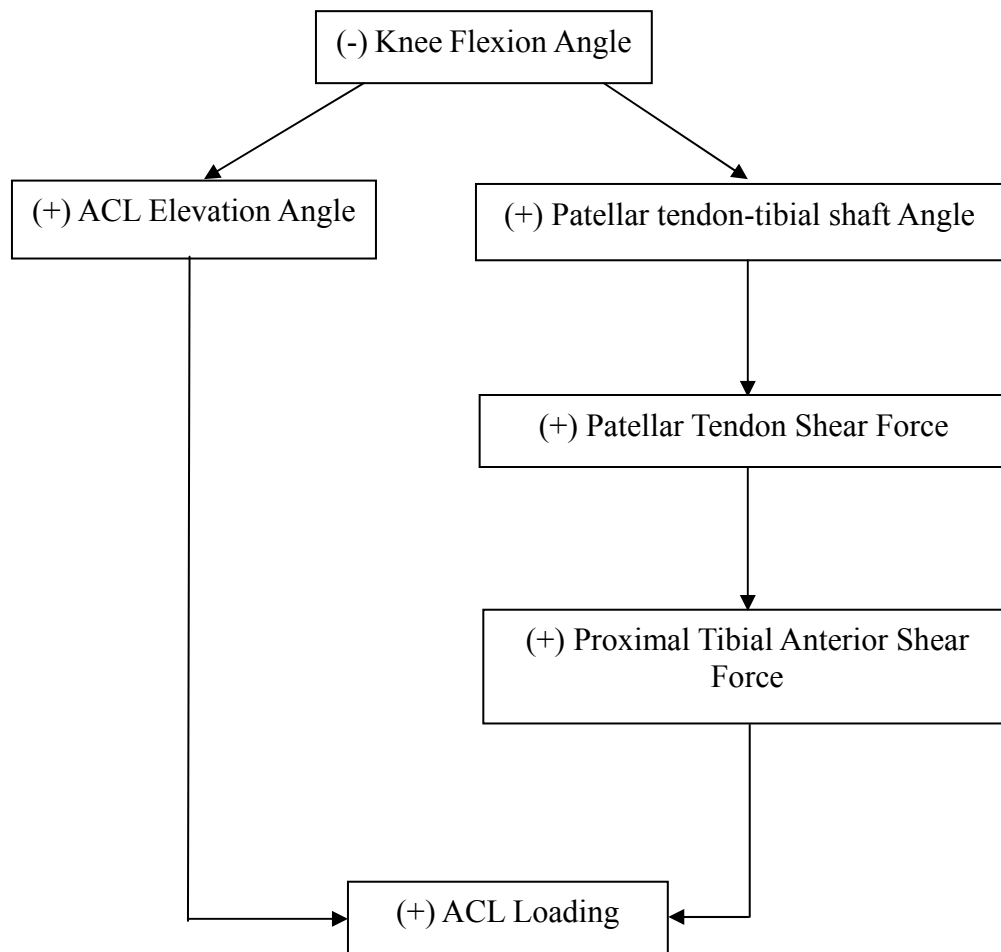 (-) Knee Flexion Angle
(+) ACL Elevation Angle
(+) Patellar tendon-tibial shaft Angle
(+) Patellar Tendon Shear Force
(+) Proximal Tibial Anterior Shear
Force
(+) ACL Loading